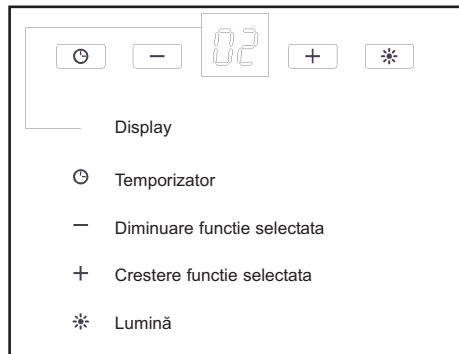 02
Display
Temporizator
− Diminuare functie selectata
+ Crestere functie selectata
Lumină